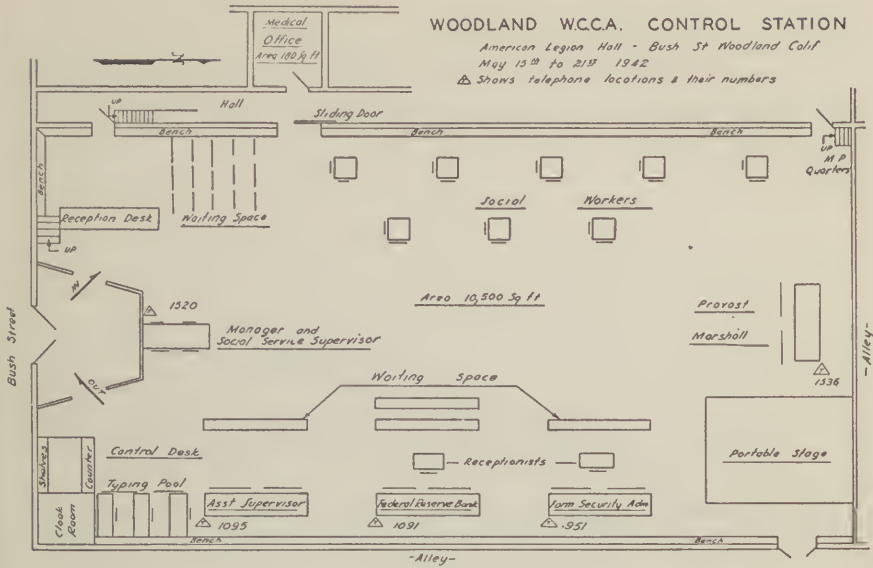 WOODLAND W.C.C.A. CONTROL STATION
American Legion Hall - Bush St Woodland Calif
May 15th to 21st 1942
△ Shows telephone locations & their numbers
Medical
Office
Area 180 Sq ft
Hall
UP
Sliding Door
Bench
Bench
Bench
UP
M P
Quarters
Bench
Reception Desk
Waiting Space
UP
Social Workers
IN
1520
Area 10,500 Sq ft
Manager and
Social Service Supervisor
Provost
Marshall
1536
Bush Street
-Alley-
OUT
Waiting Space
Control Desk
Shelves
Counter
Receptionists
Portable Stage
Typing Pool
Cloak
Room
Asst Supervisor
Federal Reserve Bank
Farm Security Adm
1095
1091
951
Bench
Bench
-Alley-